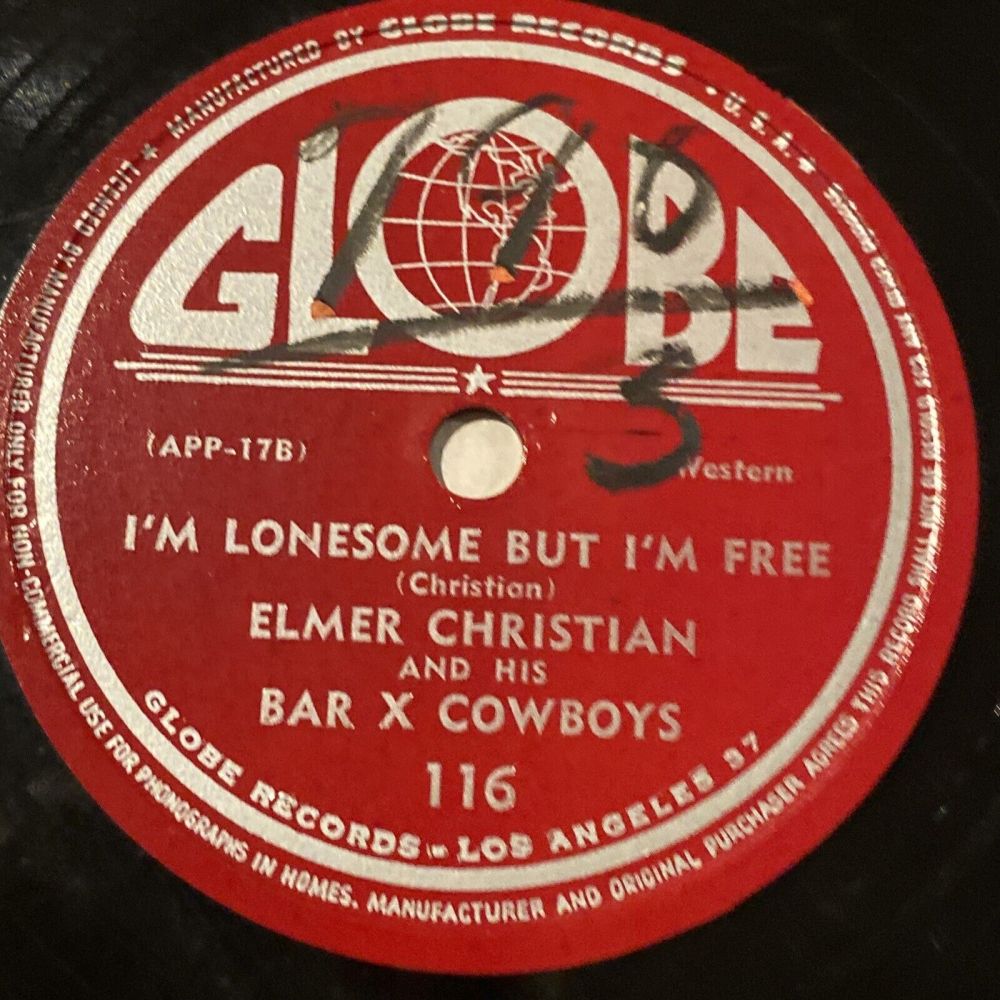 LICENSED BY MANUFACTURER ONLY FOR NON-COMMERCIAL USE FOR PHONOGRAPHS IN HOMES. MANUFACTURER AND ORIGINAL PURCHASER AGREED THIS RECORD SHALL NOT BE RESOLD
★ MANUFACTURED BY GLOBE RECORDS • U. S. A. ★
GLOBE
5
(APP-17B)
Western
I'M LONESOME BUT I'M FREE
(Christian)
ELMER CHRISTIAN
AND HIS
BAR X COWBOYS
116
GLOBE RECORDS - LOS ANGELES 37